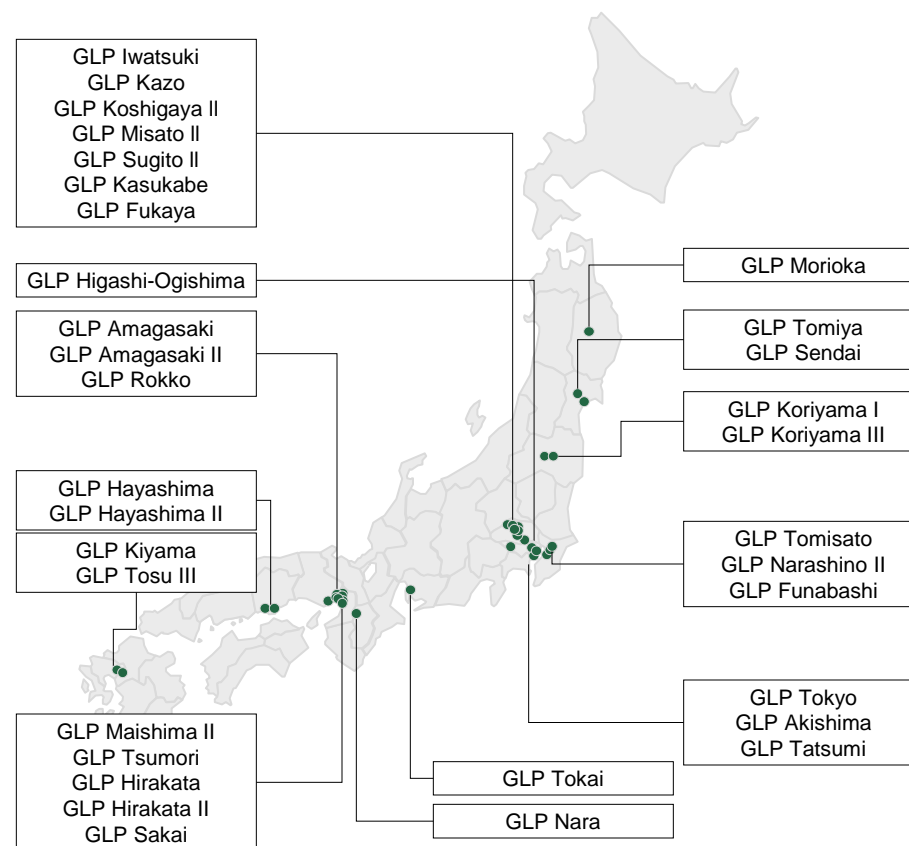 GLP Iwatsuki
GLP Kazo
GLP Koshigaya ll
GLP Misato ll
GLP Sugito ll
GLP Kasukabe
GLP Fukaya
GLP Higashi-Ogishima
GLP Amagasaki
GLP Amagasaki II
GLP Rokko
GLP Hayashima
GLP Hayashima II
GLP Kiyama
GLP Tosu III
GLP Maishima II
GLP Tsumori
GLP Hirakata
GLP Hirakata II
GLP Sakai
GLP Morioka
GLP Tomiya
GLP Sendai
GLP Koriyama I
GLP Koriyama III
GLP Tomisato
GLP Narashino II
GLP Funabashi
GLP Tokyo
GLP Akishima
GLP Tatsumi
GLP Tokai
GLP Nara